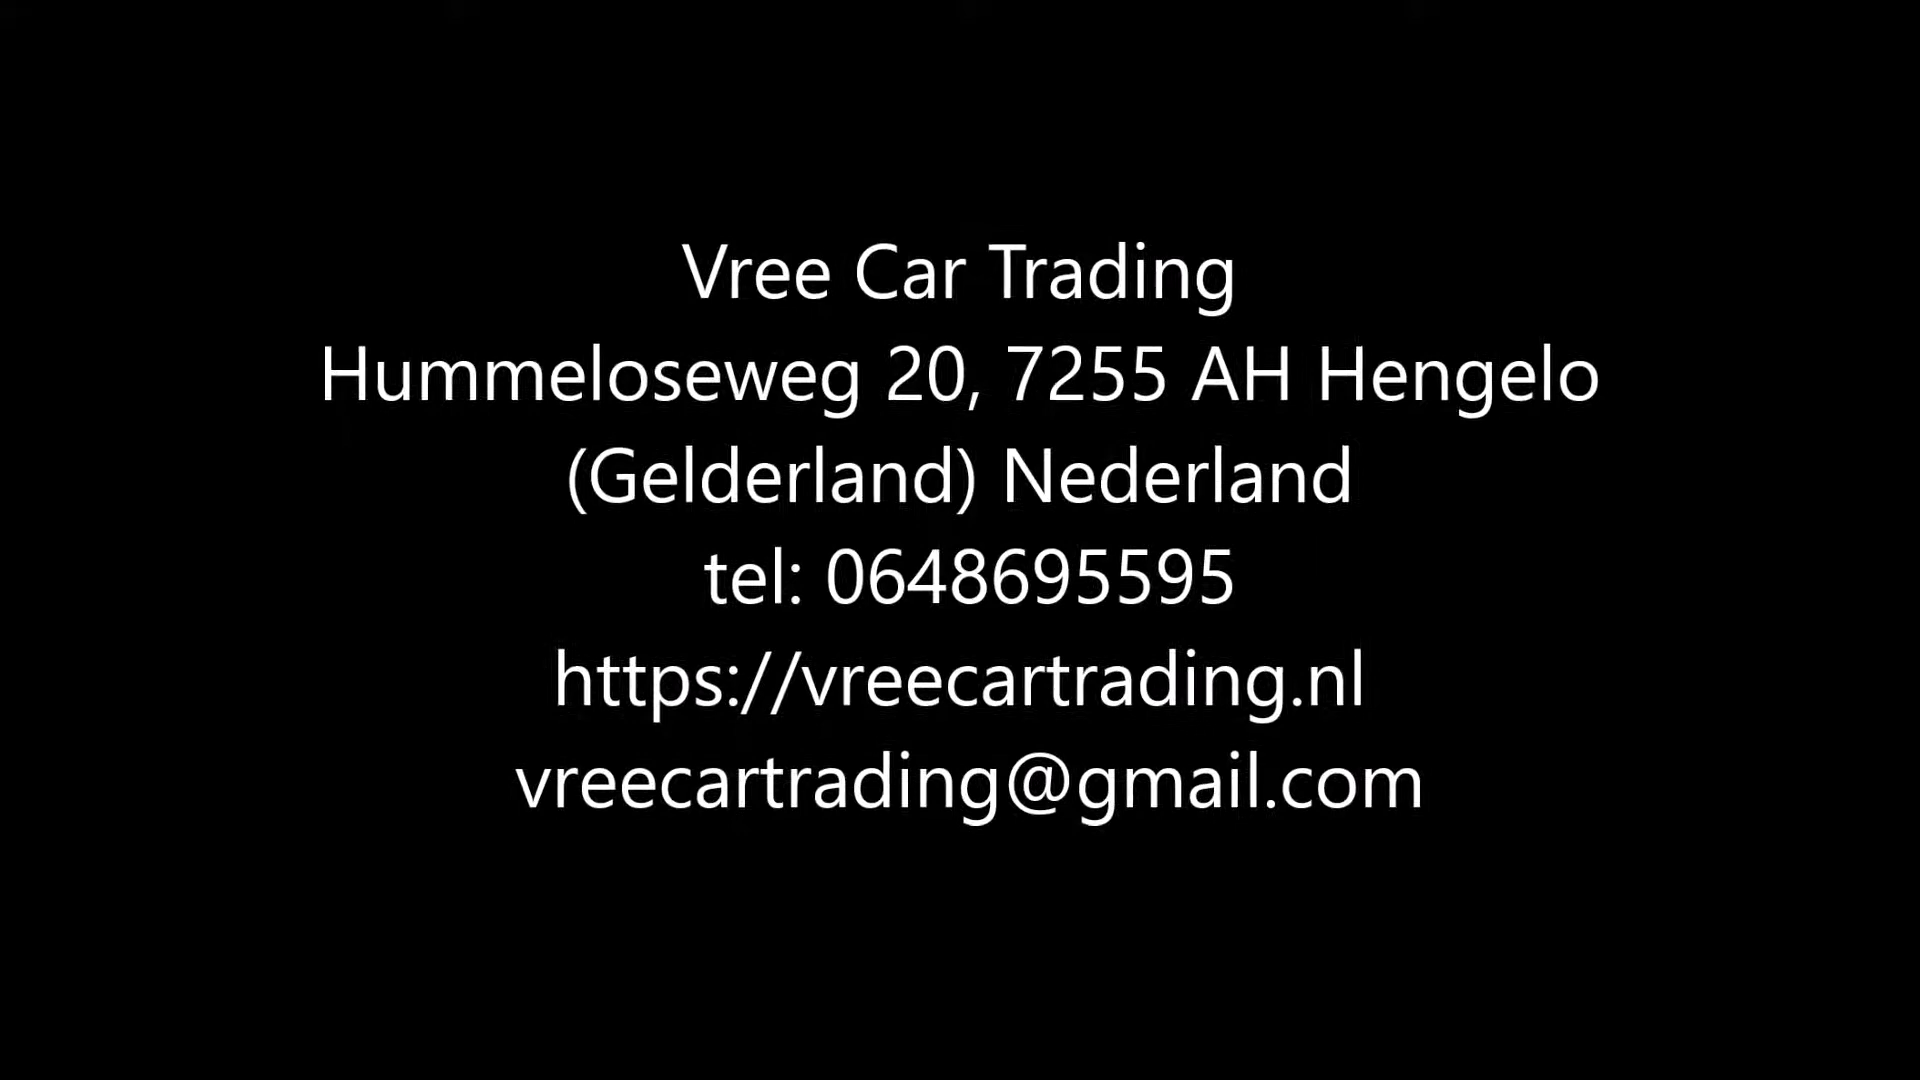 Vree Car Trading
Hummeloseweg 20, 7255 AH Hengelo
(Gelderland) Nederland
tel: 0648695595
https://vreecartrading.nl
vreecartrading@gmail.com